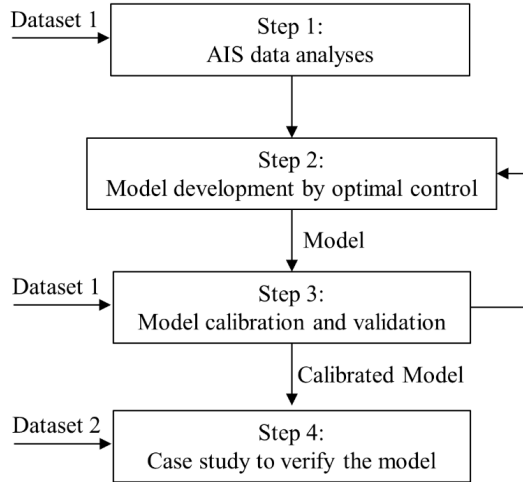 Dataset 1
Step 1:
AIS data analyses
Step 2:
Model development by optimal control
Model
Dataset 1
Step 3:
Model calibration and validation
Calibrated Model
Dataset 2
Step 4:
Case study to verify the model